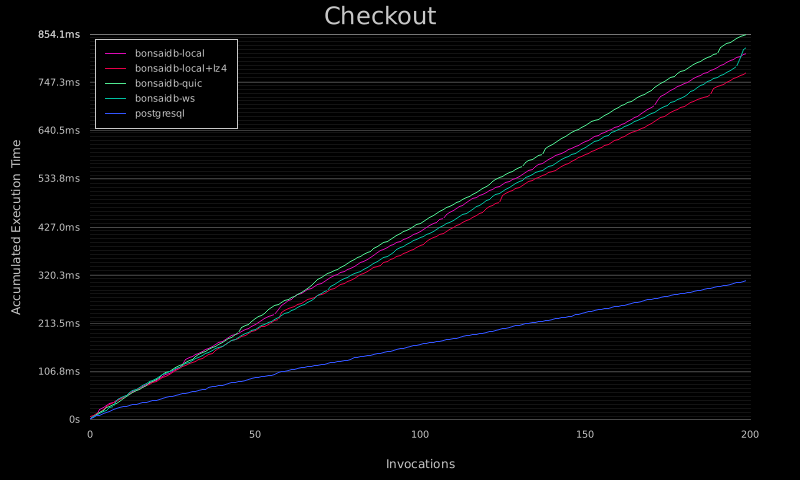 Checkout
854.1ms
747.3ms
640.5ms
533.8ms
427.0ms
320.3ms
213.5ms
106.8ms
0s
bonsaidb-local
bonsaidb-local+lz4
bonsaidb-quic
bonsaidb-ws
postgresql
Accumulated Execution Time
0
50
100
150
200
Invocations